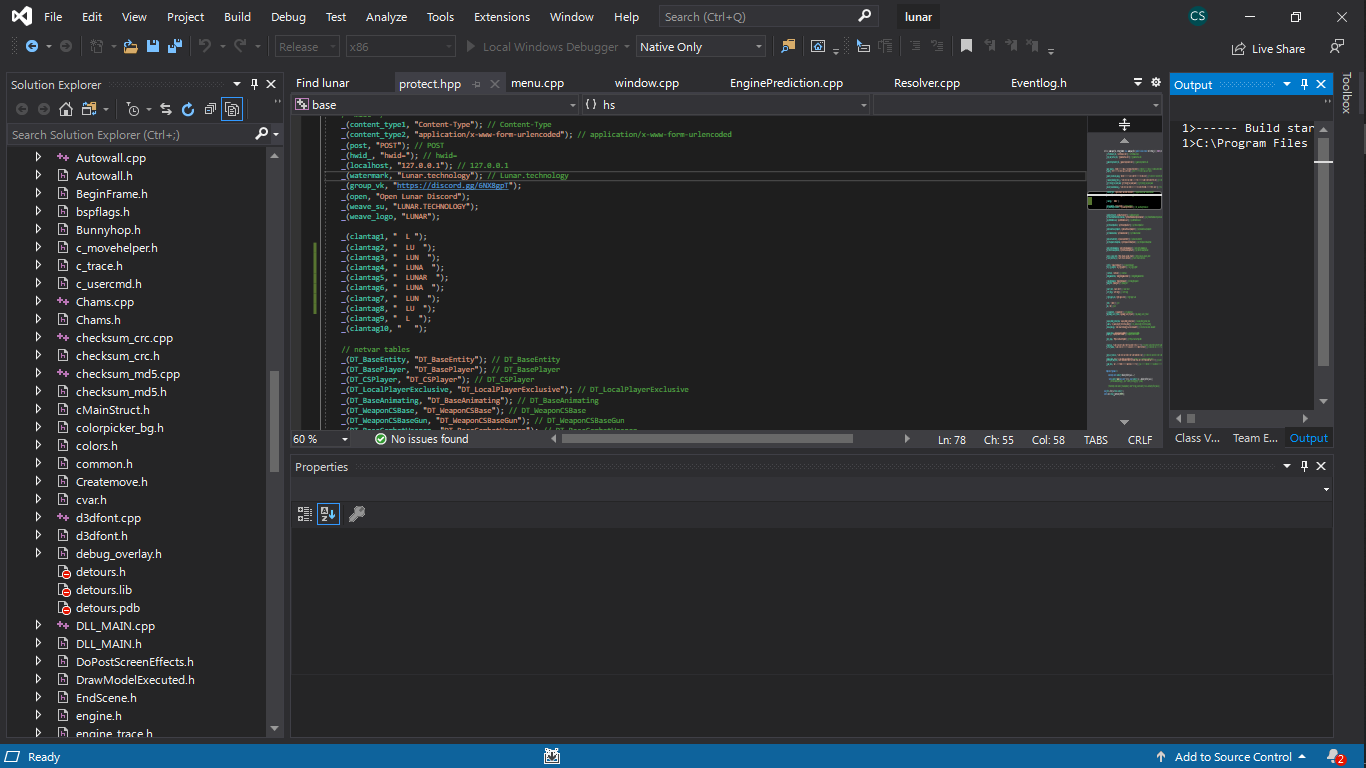 File Edit View Project Build Debug Test Analyze Tools Extensions Window Help Search (Ctrl+Q) lunar CS
Release x86 Local Windows Debugger Native Only Live Share
Solution Explorer
Search Solution Explorer (Ctrl+;)
Autowall.cpp
Autowall.h
BeginFrame.h
bspflags.h
Bunnyhop.h
c_movehelper.h
c_trace.h
c_usercmd.h
Chams.cpp
Chams.h
checksum_crc.cpp
checksum_crc.h
checksum_md5.cpp
checksum_md5.h
cMainStruct.h
colorpicker_bg.h
colors.h
common.h
Createmove.h
cvar.h
d3dfont.cpp
d3dfont.h
debug_overlay.h
detours.h
detours.lib
detours.pdb
DLL_MAIN.cpp
DLL_MAIN.h
DoPostScreenEffects.h
DrawModelExecuted.h
EndScene.h
engine.h
engine_trace.h
Find lunar protect.hpp menu.cpp window.cpp EnginePrediction.cpp Resolver.cpp Eventlog.h
base {} hs
_(content_type1, "Content-Type"); // Content-Type
_(content_type2, "application/x-www-form-urlencoded"); // application/x-www-form-urlencoded
_(post, "POST"); // POST
_(hwid_, "hwid="); // hwid=
_(localhost, "127.0.0.1"); // 127.0.0.1
_(watermark, "Lunar.technology"); // Lunar.technology
_(group_vk, "https://discord.gg/6NX8gpT");
_(open, "Open Lunar Discord");
_(weave_su, "LUNAR.TECHNOLOGY");
_(weave_logo, "LUNAR");
_(clantag1, "  L ");
_(clantag2, "  LU  ");
_(clantag3, "  LUN  ");
_(clantag4, "  LUNA  ");
_(clantag5, "  LUNAR  ");
_(clantag6, "  LUNA  ");
_(clantag7, "  LUN  ");
_(clantag8, "  LU  ");
_(clantag9, "  L  ");
_(clantag10, "   ");
// netvar tables
_(DT_BaseEntity, "DT_BaseEntity"); // DT_BaseEntity
_(DT_BasePlayer, "DT_BasePlayer"); // DT_BasePlayer
_(DT_CSPlayer, "DT_CSPlayer"); // DT_CSPlayer
_(DT_LocalPlayerExclusive, "DT_LocalPlayerExclusive"); // DT_LocalPlayerExclusive
_(DT_BaseAnimating, "DT_BaseAnimating"); // DT_BaseAnimating
_(DT_WeaponCSBase, "DT_WeaponCSBase"); // DT_WeaponCSBase
_(DT_WeaponCSBaseGun, "DT_WeaponCSBaseGun"); // DT_WeaponCSBaseGun
60 % No issues found Ln: 78 Ch: 55 Col: 58 TABS CRLF
Output
1>------ Build star
1>C:\Program Files
Class V... Team E... Output
Toolbox
Properties
Ready Add to Source Control 2